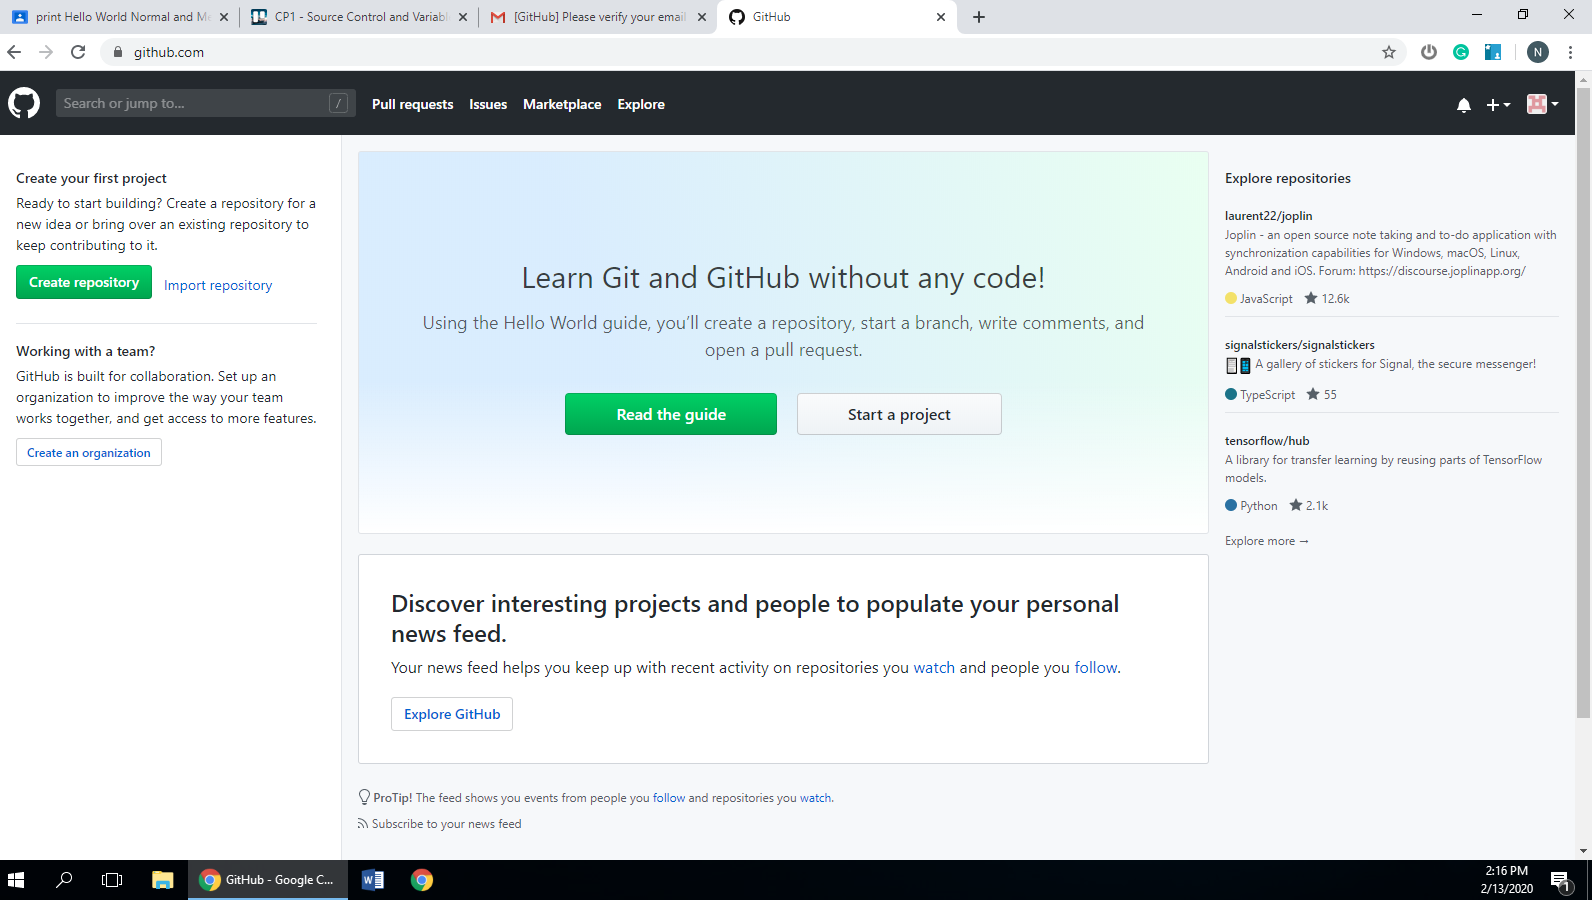 print Hello World Normal and Me
CP1 - Source Control and Variabl
[GitHub] Please verify your email
GitHub
github.com
N
Search or jump to...
/
Pull requests
Issues
Marketplace
Explore
Create your first project
Ready to start building? Create a repository for a
new idea or bring over an existing repository to
keep contributing to it.
Create repository
Import repository
Working with a team?
GitHub is built for collaboration. Set up an
organization to improve the way your team
works together, and get access to more features.
Create an organization
Learn Git and GitHub without any code!
Using the Hello World guide, you’ll create a repository, start a branch, write comments, and
open a pull request.
Read the guide
Start a project
Discover interesting projects and people to populate your personal
news feed.
Your news feed helps you keep up with recent activity on repositories you watch and people you follow.
Explore GitHub
ProTip! The feed shows you events from people you follow and repositories you watch.
Subscribe to your news feed
Explore repositories
laurent22/joplin
Joplin - an open source note taking and to-do application with
synchronization capabilities for Windows, macOS, Linux,
Android and iOS. Forum: https://discourse.joplinapp.org/
JavaScript 12.6k
signalstickers/signalstickers
A gallery of stickers for Signal, the secure messenger!
TypeScript 55
tensorflow/hub
A library for transfer learning by reusing parts of TensorFlow
models.
Python 2.1k
Explore more →
GitHub - Google C...
2:16 PM
2/13/2020
1